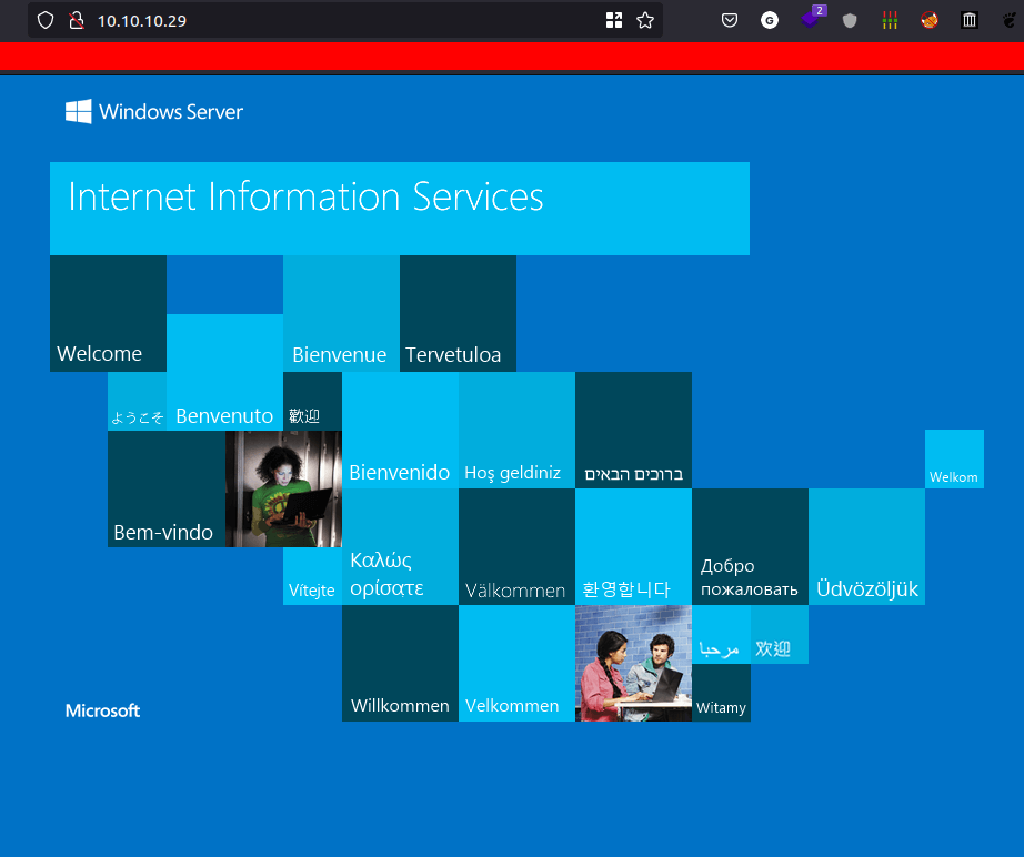 10.10.10.29
2
G
Windows Server
Internet Information Services
Welcome
Bienvenue
Tervetuloa
ようこそ
Benvenuto
歡迎
Bienvenido
Hoş geldiniz
ברוכים הבאים
Welkom
Bem-vindo
Vítejte
Καλώς
ορίσατε
Välkommen
환영합니다
Добро
пожаловать
Üdvözöljük
Willkommen
Velkommen
مرحبا
欢迎
Witamy
Microsoft